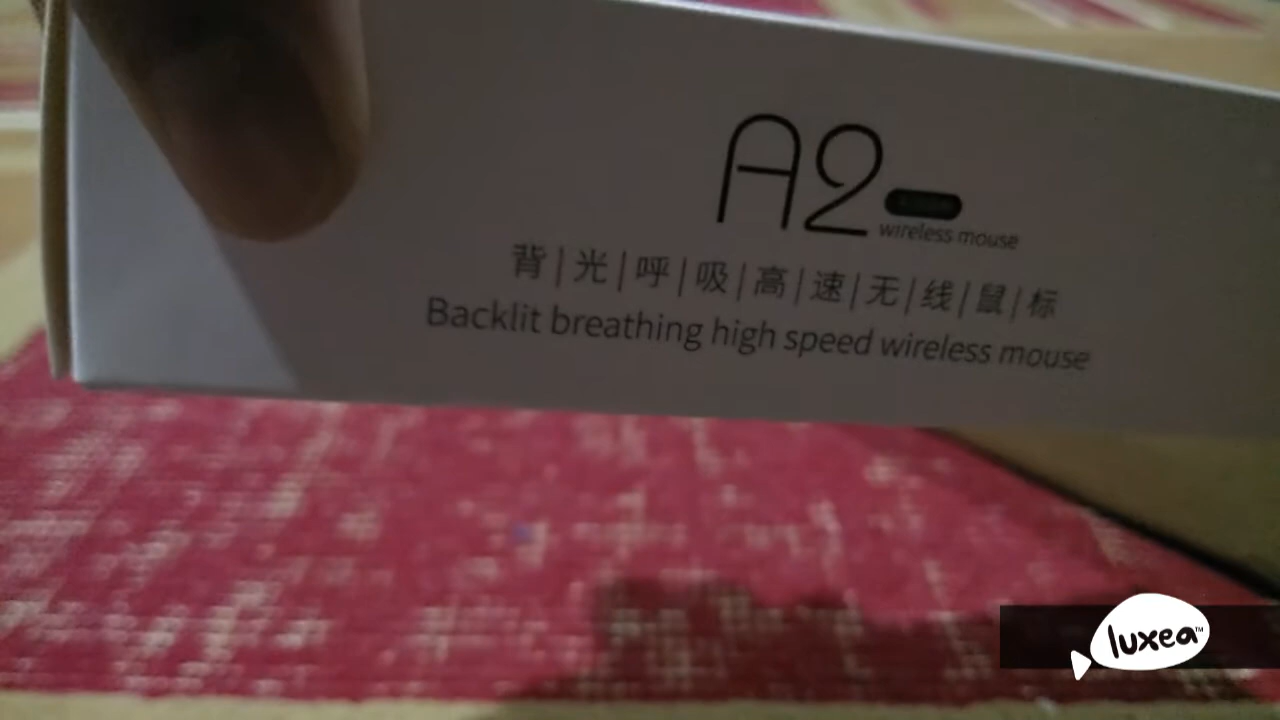 A2
wireless mouse
背|光|呼|吸|高|速|无|线|鼠|标
Backlit breathing high speed wireless mouse
luxea™